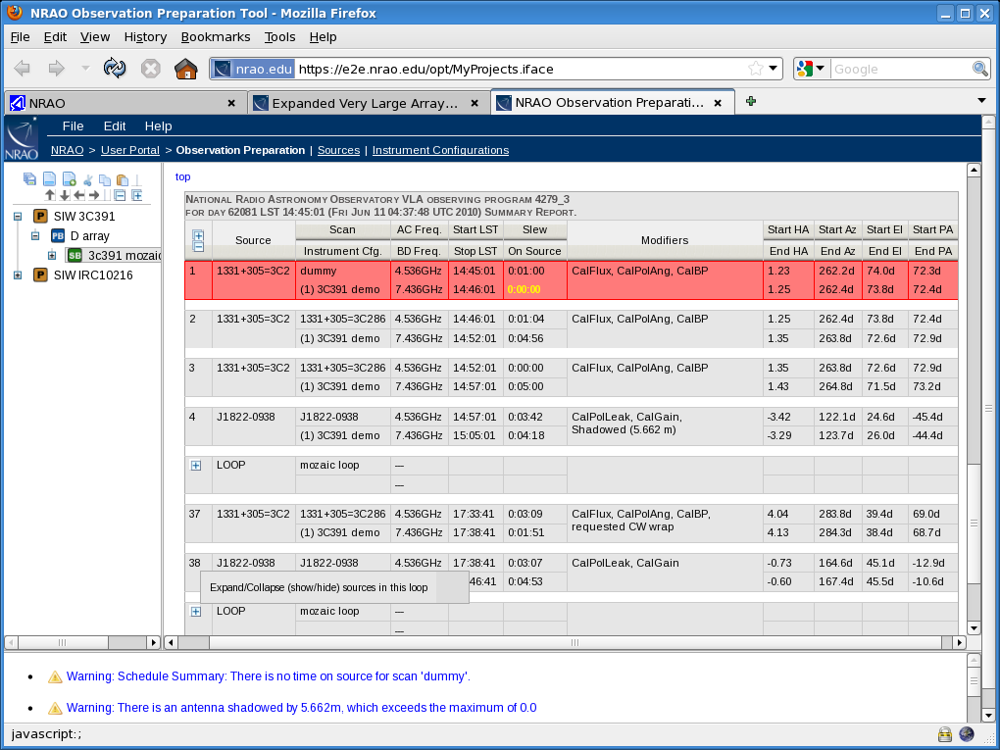 NRAO Observation Preparation Tool - Mozilla Firefox
File Edit View History Bookmarks Tools Help
nrao.edu https://e2e.nrao.edu/opt/MyProjects.iface Google
NRAO Expanded Very Large Array... NRAO Observation Preparati...
NRAO File Edit Help
NRAO > User Portal > Observation Preparation | Sources | Instrument Configurations
SIW 3C391
D array
3c391 mozaic
SIW IRC10216
top
National Radio Astronomy Observatory VLA observing program 4279_3
for day 62081 LST 14:45:01 (Fri Jun 11 04:37:48 UTC 2010) Summary Report.
Source Scan AC Freq. Start LST Slew Modifiers Start HA Start Az Start El Start PA
Instrument Cfg. BD Freq. Stop LST On Source End HA End Az End El End PA
1 1331+305=3C2 dummy 4.536GHz 14:45:01 0:01:00 CalFlux, CalPolAng, CalBP 1.23 262.2d 74.0d 72.3d
(1) 3C391 demo 7.436GHz 14:46:01 0:00:00 1.25 262.4d 73.8d 72.4d
2 1331+305=3C2 1331+305=3C286 4.536GHz 14:46:01 0:01:04 CalFlux, CalPolAng, CalBP 1.25 262.4d 73.8d 72.4d
(1) 3C391 demo 7.436GHz 14:52:01 0:04:56 1.35 263.8d 72.6d 72.9d
3 1331+305=3C2 1331+305=3C286 4.536GHz 14:52:01 0:00:00 CalFlux, CalPolAng, CalBP 1.35 263.8d 72.6d 72.9d
(1) 3C391 demo 7.436GHz 14:57:01 0:05:00 1.43 264.8d 71.5d 73.2d
4 J1822-0938 J1822-0938 4.536GHz 14:57:01 0:03:42 CalPolLeak, CalGain, -3.42 122.1d 24.6d -45.4d
Shadowed (5.662 m)
(1) 3C391 demo 7.436GHz 15:05:01 0:04:18 -3.29 123.7d 26.0d -44.4d
LOOP mozaic loop ---
---
37 1331+305=3C2 1331+305=3C286 4.536GHz 17:33:41 0:03:09 CalFlux, CalPolAng, CalBP, 4.04 283.8d 39.4d 69.0d
requested CW wrap
(1) 3C391 demo 7.436GHz 17:38:41 0:01:51 4.13 284.3d 38.4d 68.7d
38 J1822-0938 J1822-0938 4.536GHz 17:38:41 0:03:07 CalPolLeak, CalGain -0.73 164.6d 45.1d -12.9d
46:41 0:04:53 -0.60 167.4d 45.5d -10.6d
Expand/Collapse (show/hide) sources in this loop
LOOP mozaic loop ---
---
Warning: Schedule Summary: There is no time on source for scan 'dummy'.
Warning: There is an antenna shadowed by 5.662m, which exceeds the maximum of 0.0
javascript:;